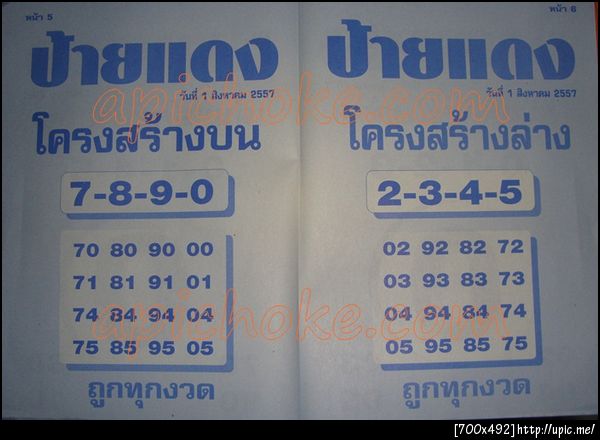 หน้า 5
ป้ายแดง
วันที่ 1 สิงหาคม 2557
โครงสร้างบน
7-8-9-0
70 80 90 00
71 81 91 01
74 84 94 04
75 85 95 05
ถูกทุกงวด
หน้า 6
ป้ายแดง
วันที่ 1 สิงหาคม 2557
โครงสร้างล่าง
2-3-4-5
02 92 82 72
03 93 83 73
04 94 84 74
05 95 85 75
ถูกทุกงวด
apichoke.com
apichoke.com
[700x492]http://upic.me/